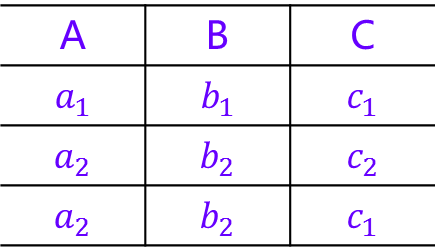 A B C
a₁ b₁ c₁
a₂ b₂ c₂
a₂ b₂ c₁